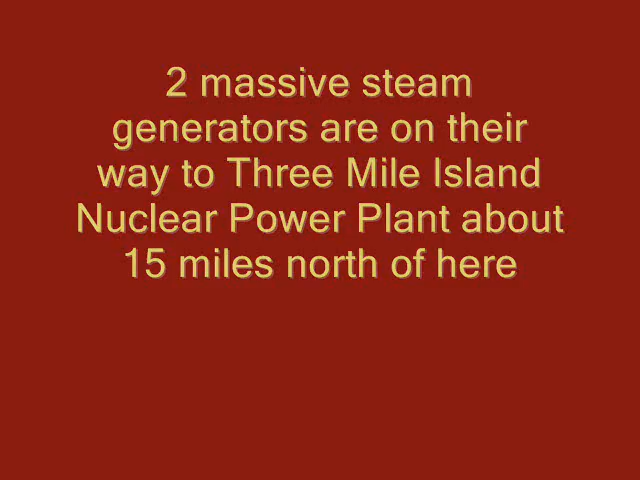 2 massive steam
generators are on their
way to Three Mile Island
Nuclear Power Plant about
15 miles north of here